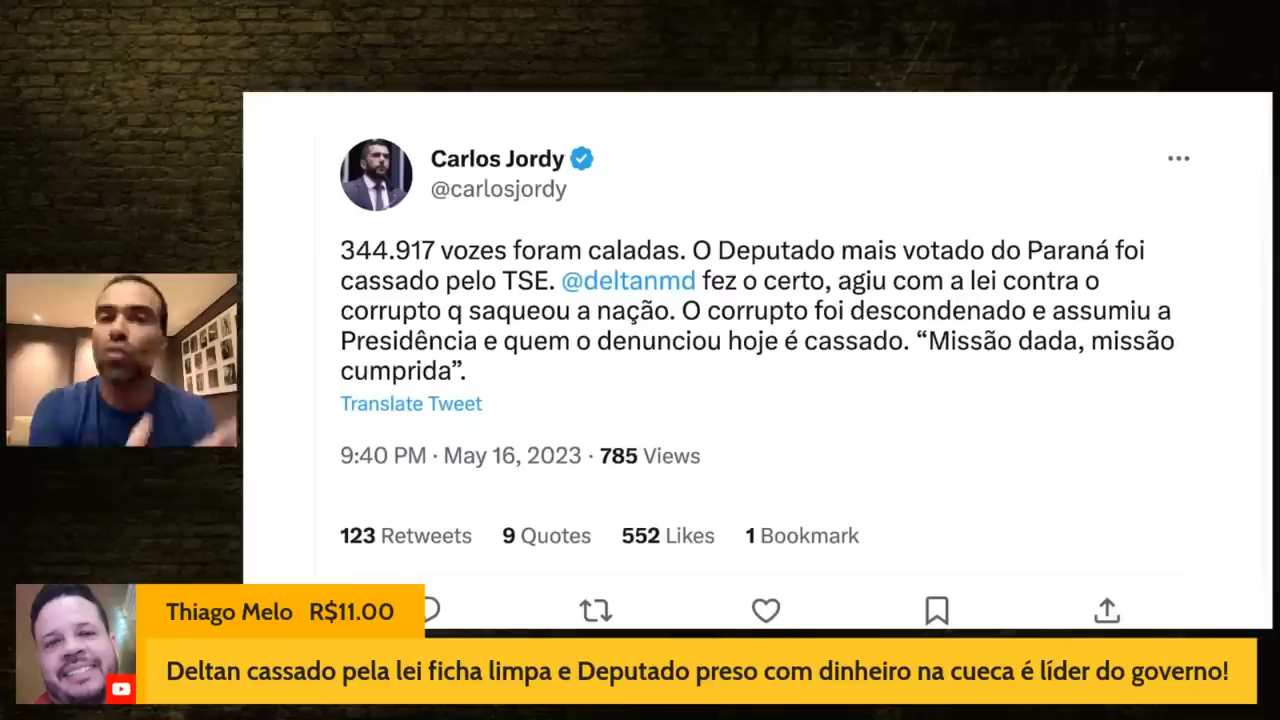 Carlos Jordy
@carlosjordy
344.917 vozes foram caladas. O Deputado mais votado do Paraná foi
cassado pelo TSE. @deltanmd fez o certo, agiu com a lei contra o
corrupto q saqueou a nação. O corrupto foi descondenado e assumiu a
Presidência e quem o denunciou hoje é cassado. “Missão dada, missão
cumprida”.
Translate Tweet
9:40 PM · May 16, 2023 · 785 Views
123 Retweets 9 Quotes 552 Likes 1 Bookmark
Thiago Melo R$11.00
Deltan cassado pela lei ficha limpa e Deputado preso com dinheiro na cueca é líder do governo!